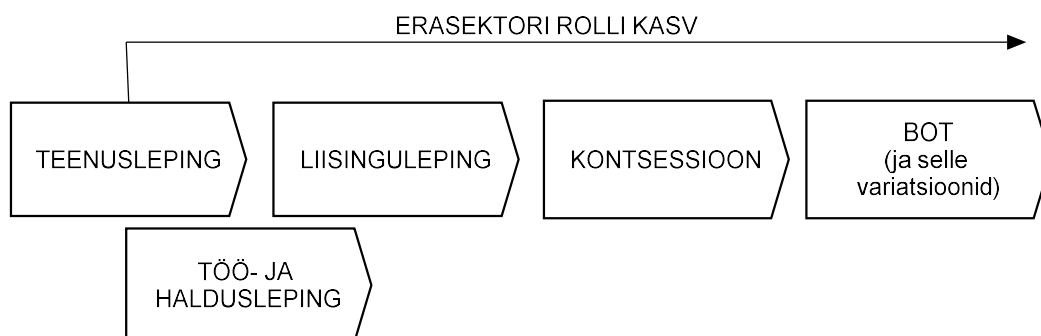 ERASEKTORI ROLLI KASV
TEENUSLEPING
LIISINGULEPING
KONTSESSIOON
BOT
(ja selle
variatsioonid)
TÖÖ- JA
HALDUSLEPING